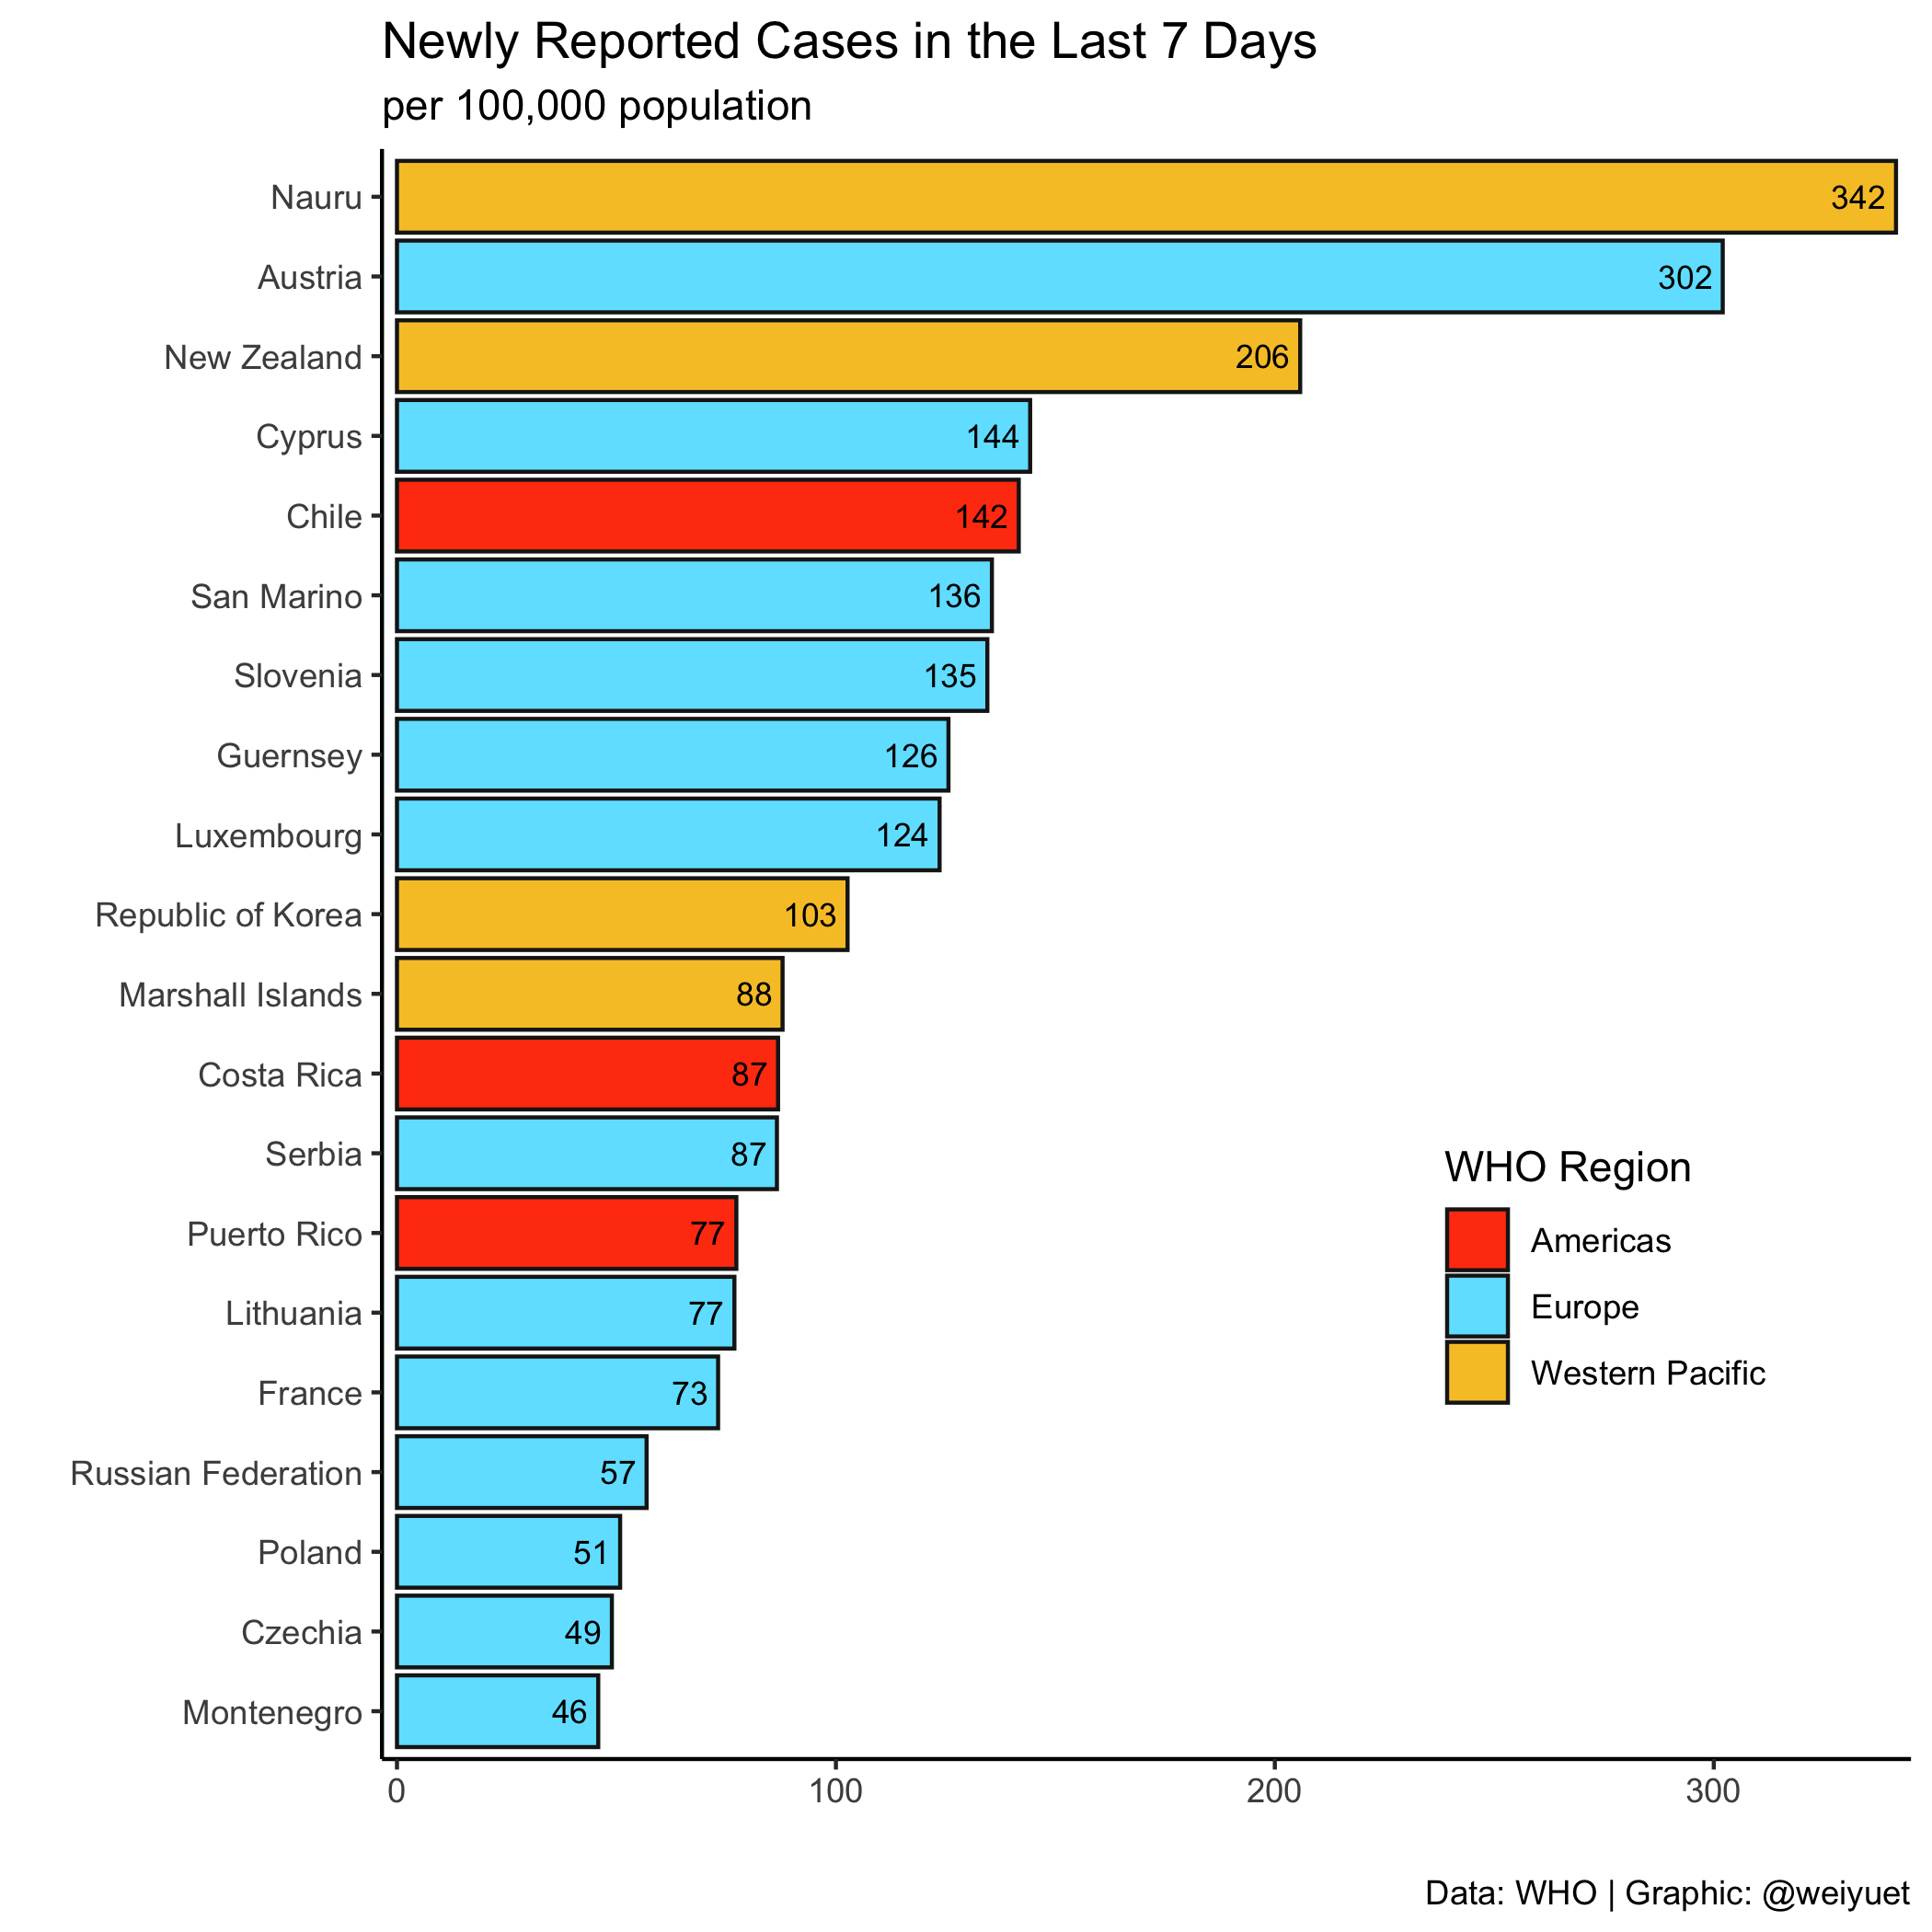 Newly Reported Cases in the Last 7 Days
per 100,000 population
Nauru 342
Austria 302
New Zealand 206
Cyprus 144
Chile 142
San Marino 136
Slovenia 135
Guernsey 126
Luxembourg 124
Republic of Korea 103
Marshall Islands 88
Costa Rica 87
Serbia 87
Puerto Rico 77
Lithuania 77
France 73
Russian Federation 57
Poland 51
Czechia 49
Montenegro 46
0 100 200 300
WHO Region
Americas
Europe
Western Pacific
Data: WHO | Graphic: @weiyuet